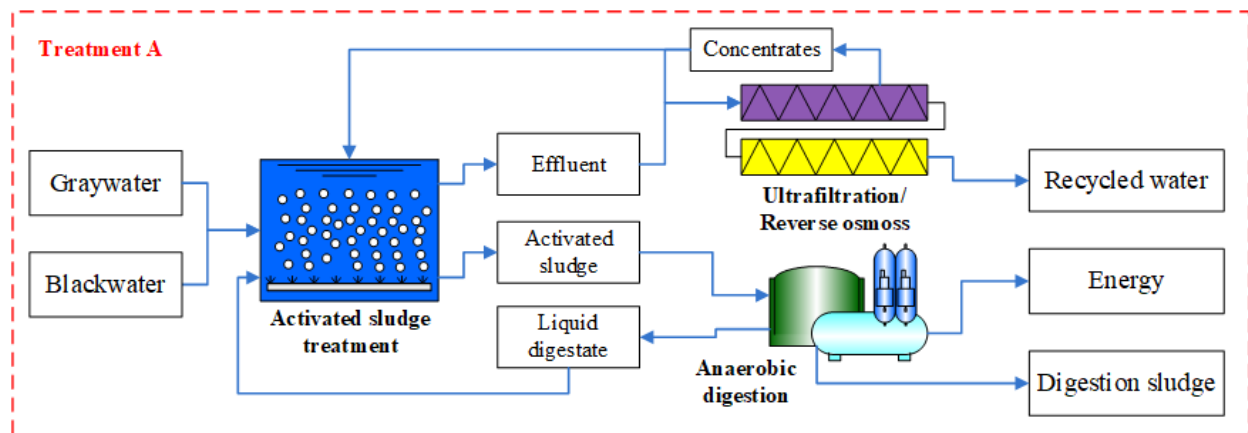 Treatment A
Concentrates
Graywater
Effluent
Ultrafiltration/
Reverse osmoss
Recycled water
Blackwater
Activated
sludge
Energy
Activated sludge
treatment
Liquid
digestate
Anaerobic
digestion
Digestion sludge